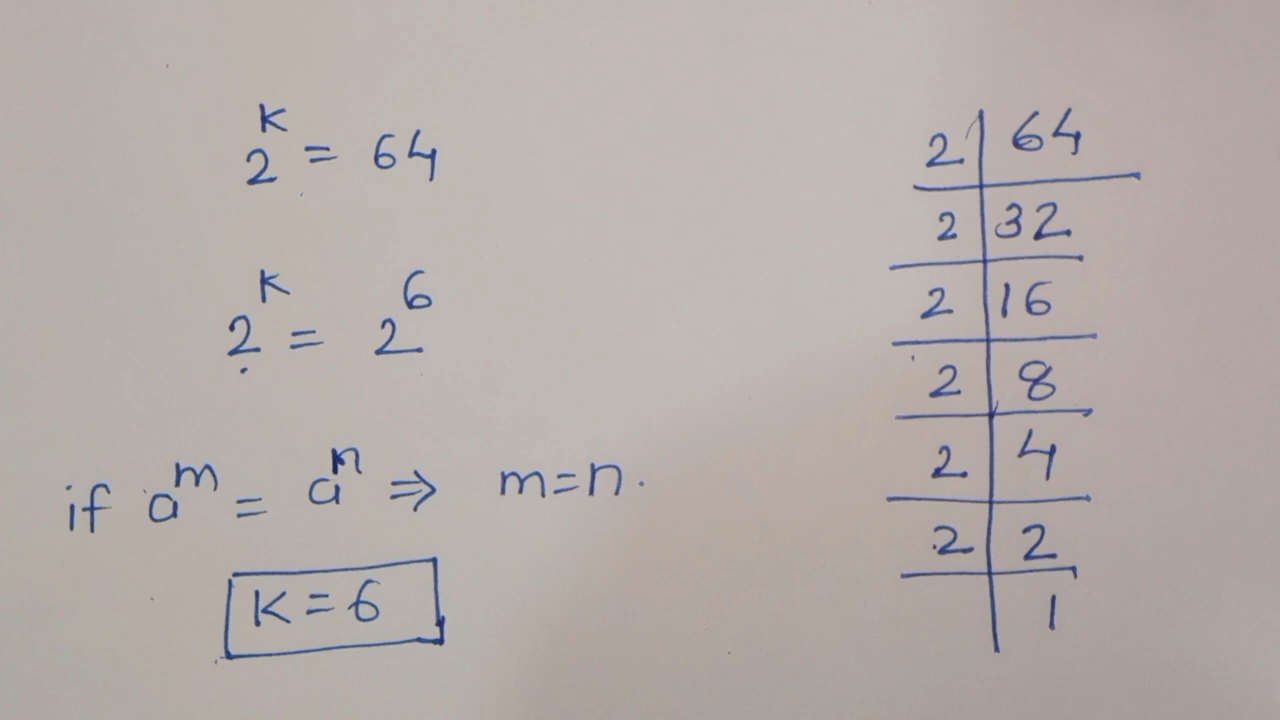 2^K = 64
2^K = 2^6
if a^m = a^n ⇒ m=n.
K=6
2 | 64
2 | 32
2 | 16
2 | 8
2 | 4
2 | 2
| 1